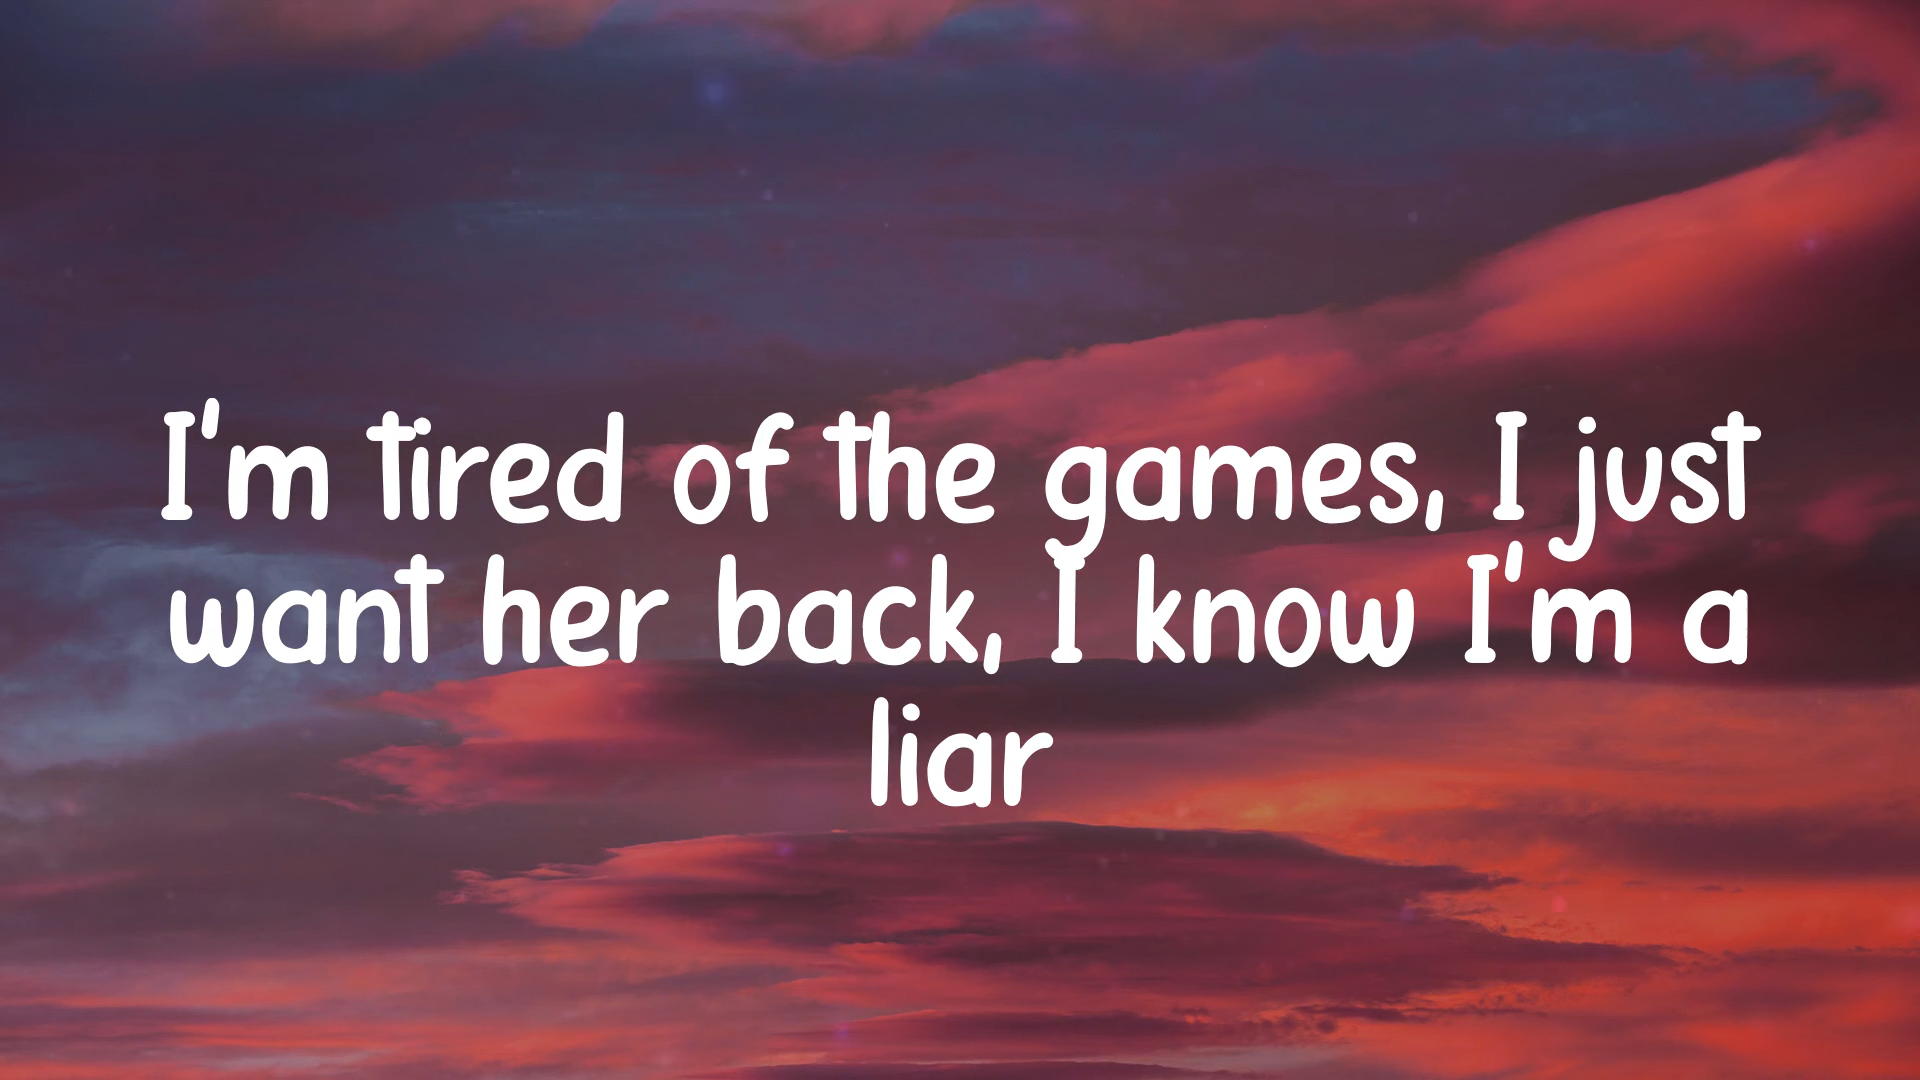 I'm tired of the games, I just
want her back, I know I'm a
liar